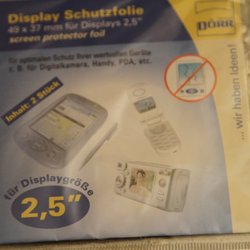 Display Schutzfolie
49 x 37 mm für Displays 2,5"
screen protector foil
für optimalen Schutz Ihrer wertvollen Geräte
z. B. für Digitalkamera, Handy, PDA, etc.
DÖRR
Inhalt: 2 Stück
... wir haben Ideen!
für Displaygröße
2,5"